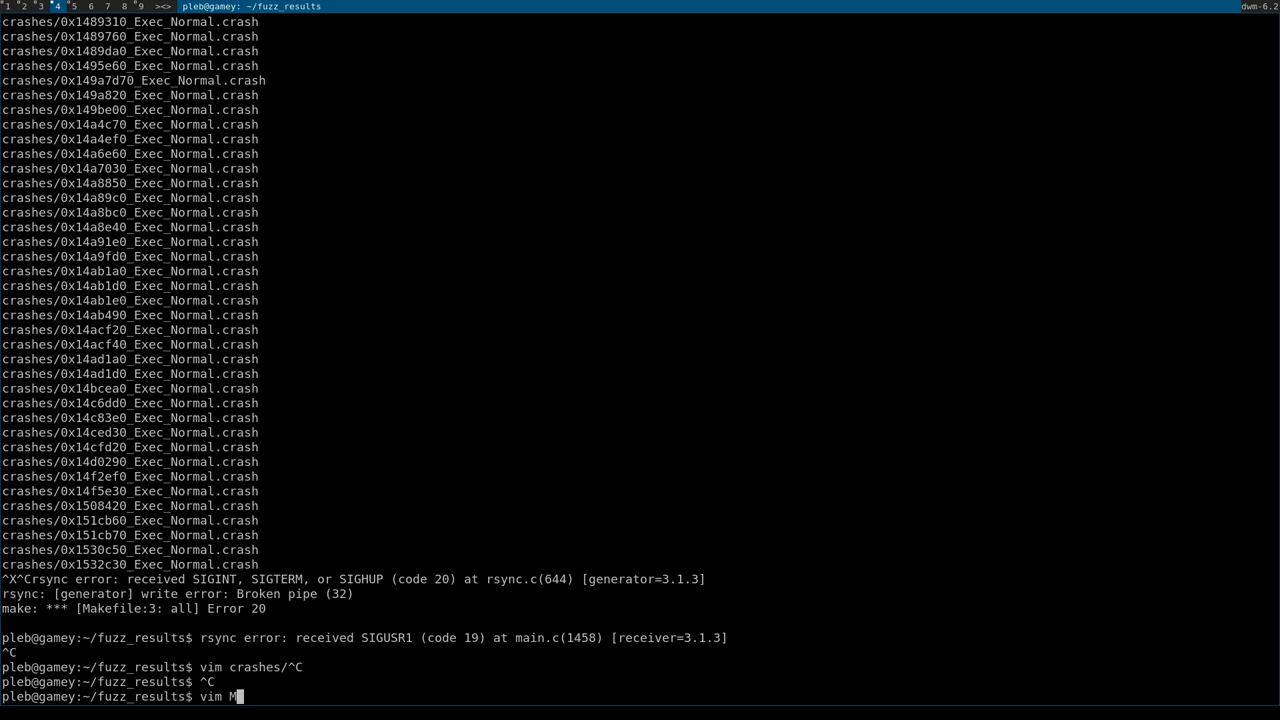 1 2 3 4 5 6 7 8 9 ><> pleb@gamey: ~/fuzz_results dwm-6.2
crashes/0x1489310_Exec_Normal.crash
crashes/0x1489760_Exec_Normal.crash
crashes/0x1489da0_Exec_Normal.crash
crashes/0x1495e60_Exec_Normal.crash
crashes/0x149a7d70_Exec_Normal.crash
crashes/0x149a820_Exec_Normal.crash
crashes/0x149be00_Exec_Normal.crash
crashes/0x14a4c70_Exec_Normal.crash
crashes/0x14a4ef0_Exec_Normal.crash
crashes/0x14a6e60_Exec_Normal.crash
crashes/0x14a7030_Exec_Normal.crash
crashes/0x14a8850_Exec_Normal.crash
crashes/0x14a89c0_Exec_Normal.crash
crashes/0x14a8bc0_Exec_Normal.crash
crashes/0x14a8e40_Exec_Normal.crash
crashes/0x14a91e0_Exec_Normal.crash
crashes/0x14a9fd0_Exec_Normal.crash
crashes/0x14ab1a0_Exec_Normal.crash
crashes/0x14ab1d0_Exec_Normal.crash
crashes/0x14ab1e0_Exec_Normal.crash
crashes/0x14ab490_Exec_Normal.crash
crashes/0x14acf20_Exec_Normal.crash
crashes/0x14acf40_Exec_Normal.crash
crashes/0x14ad1a0_Exec_Normal.crash
crashes/0x14ad1d0_Exec_Normal.crash
crashes/0x14bcea0_Exec_Normal.crash
crashes/0x14c6dd0_Exec_Normal.crash
crashes/0x14c83e0_Exec_Normal.crash
crashes/0x14ced30_Exec_Normal.crash
crashes/0x14cfd20_Exec_Normal.crash
crashes/0x14d0290_Exec_Normal.crash
crashes/0x14f2ef0_Exec_Normal.crash
crashes/0x14f5e30_Exec_Normal.crash
crashes/0x1508420_Exec_Normal.crash
crashes/0x151cb60_Exec_Normal.crash
crashes/0x151cb70_Exec_Normal.crash
crashes/0x1530c50_Exec_Normal.crash
crashes/0x1532c30_Exec_Normal.crash
^X^Crsync error: received SIGINT, SIGTERM, or SIGHUP (code 20) at rsync.c(644) [generator=3.1.3]
rsync: [generator] write error: Broken pipe (32)
make: *** [Makefile:3: all] Error 20
pleb@gamey:~/fuzz_results$ rsync error: received SIGUSR1 (code 19) at main.c(1458) [receiver=3.1.3]
^C
pleb@gamey:~/fuzz_results$ vim crashes/^C
pleb@gamey:~/fuzz_results$ ^C
pleb@gamey:~/fuzz_results$ vim M